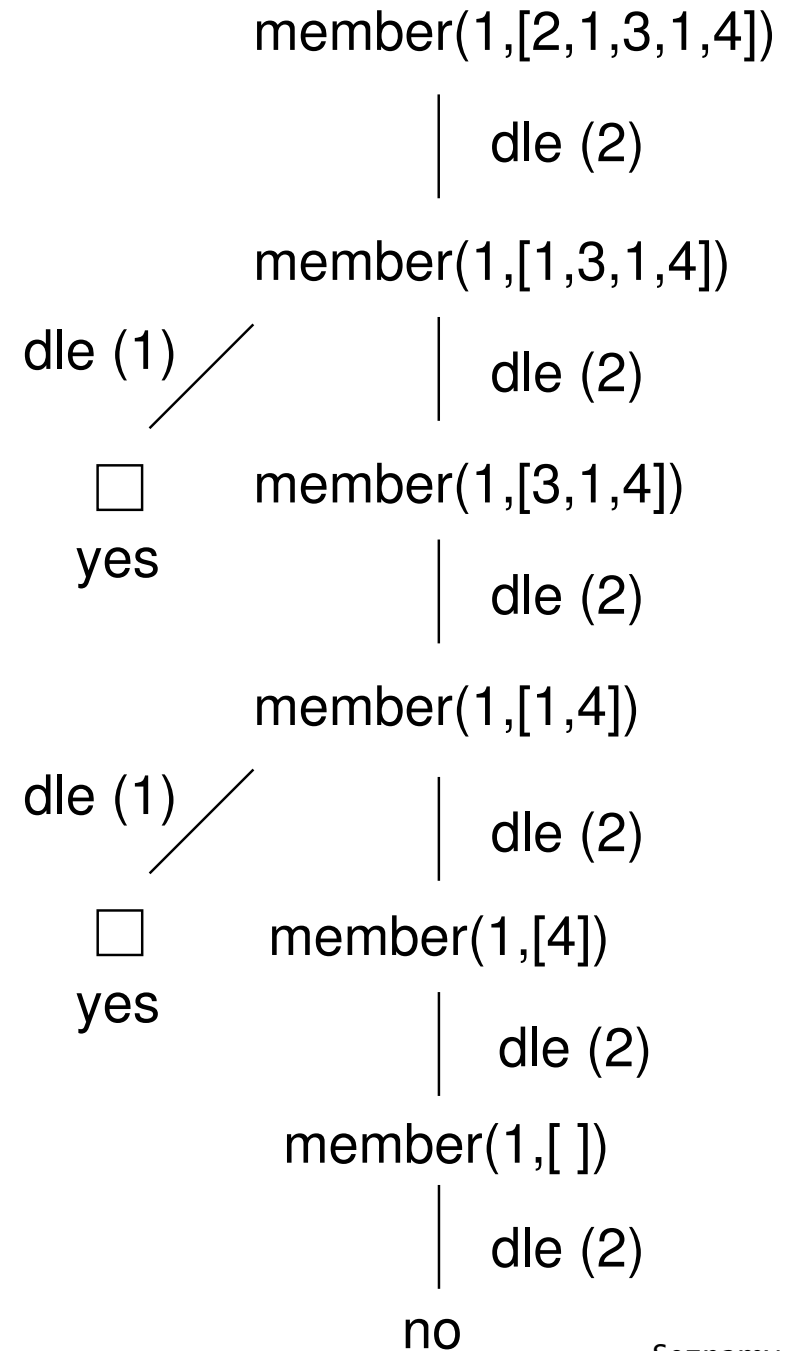 member(1,[2,1,3,1,4])
dle (2)
member(1,[1,3,1,4])
dle (1)
dle (2)
yes
member(1,[3,1,4])
dle (2)
member(1,[1,4])
dle (1)
dle (2)
yes
member(1,[4])
dle (2)
member(1,[ ])
dle (2)
no